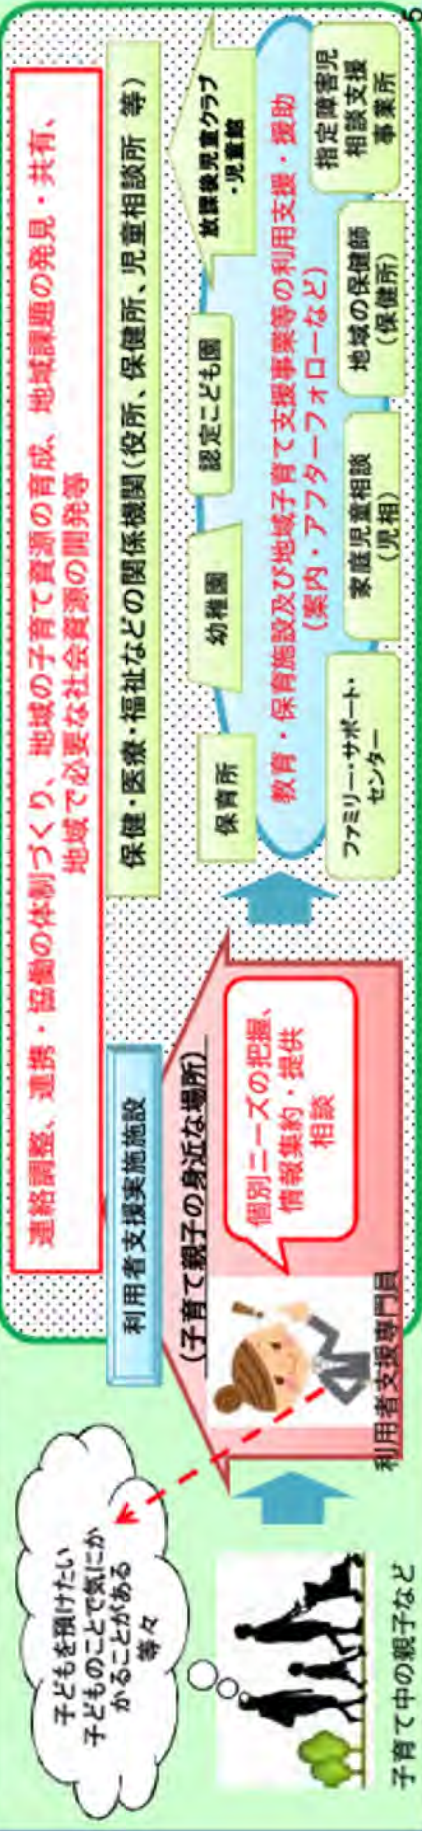 連絡調整、連携・協働の体制づくり、地域の子育て資源の育成、地域課題の発見・共有、
地域で必要な社会資源の開発等
子どもを預けたい
子どものことで気にか
かることがある
等々
子育て中の親子など
利用者支援実施施設
(子育て親子の身近な場所)
個別ニーズの把握、
情報集約・提供
相談
利用者支援専門員
保健・医療・福祉などの関係機関(役所、保健所、児童相談所 等)
保育所
幼稚園
認定こども園
放課後児童クラブ
・児童館
教育・保育施設及び地域子育て支援事業等の利用支援・援助
(案内・アフターフォローなど)
ファミリー・サポート・
センター
家庭児童相談
(児相)
地域の保健師
(保健所)
指定障害児
相談支援
事業所
5